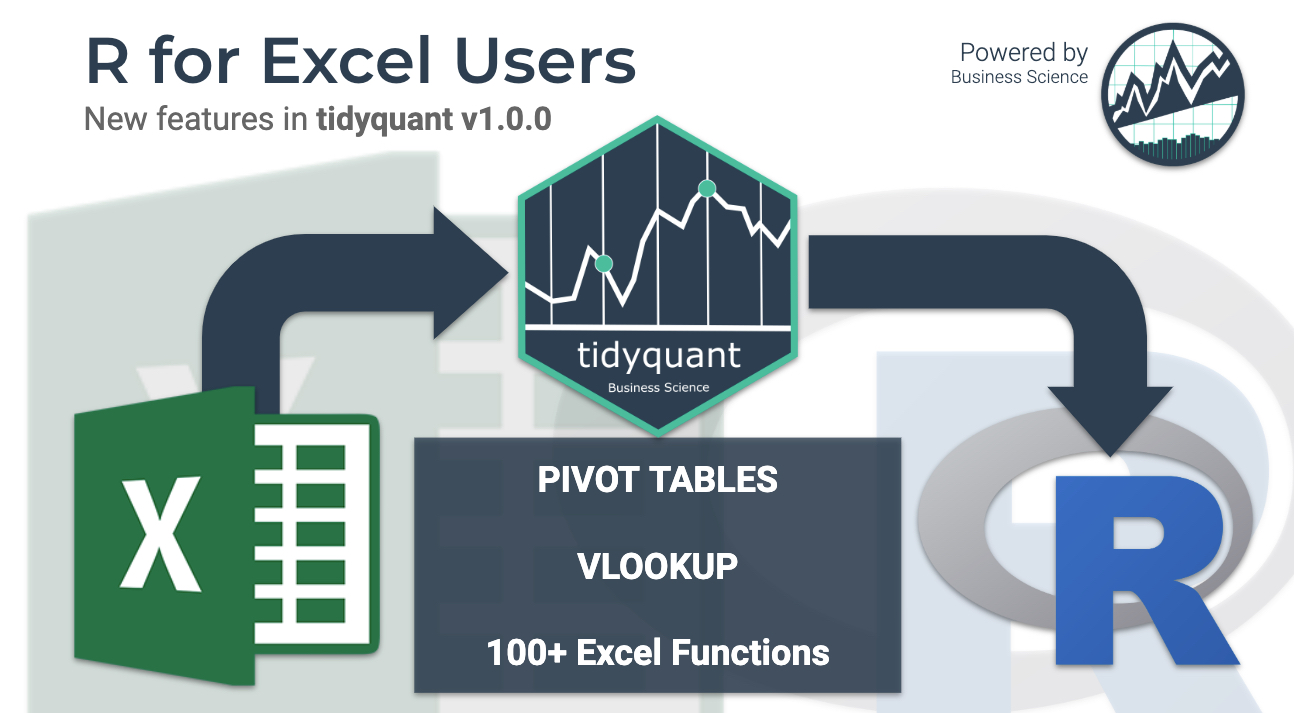 R for Excel Users
New features in tidyquant v1.0.0
Powered by
Business Science
tidyquant
Business Science
X
PIVOT TABLES
VLOOKUP
100+ Excel Functions
R